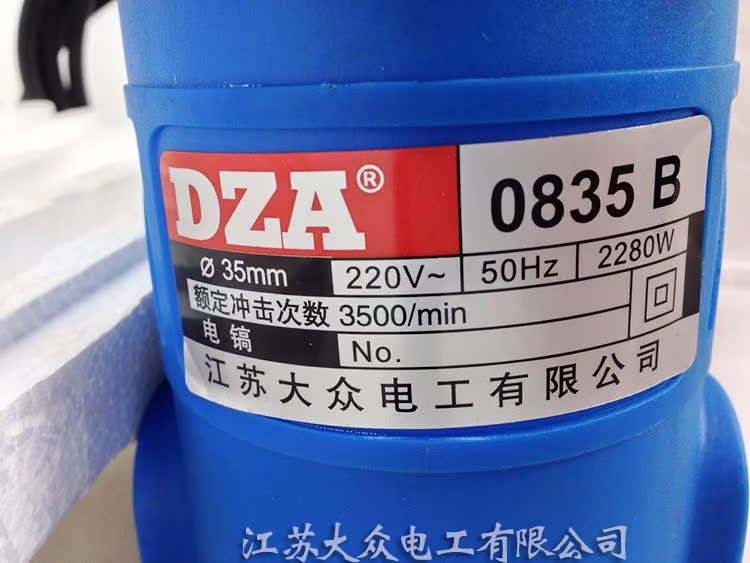 DZA®
0835 B
ø 35mm 220V~ 50Hz 2280W
额定冲击次数 3500/min
电镐 No.
江苏大众电工有限公司
江苏大众电工有限公司